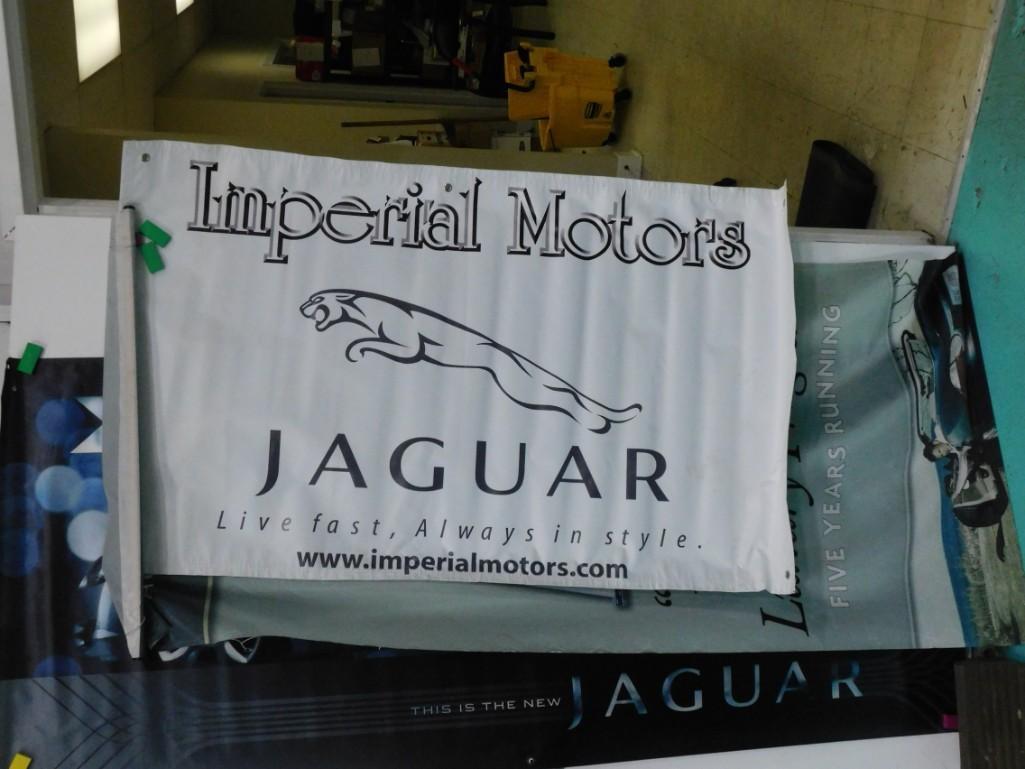 Imperial Motors
JAGUAR
Live fast, Always in style.
www.imperialmotors.com
FIVE YEARS RUNNING
THIS IS THE NEW JAGUAR